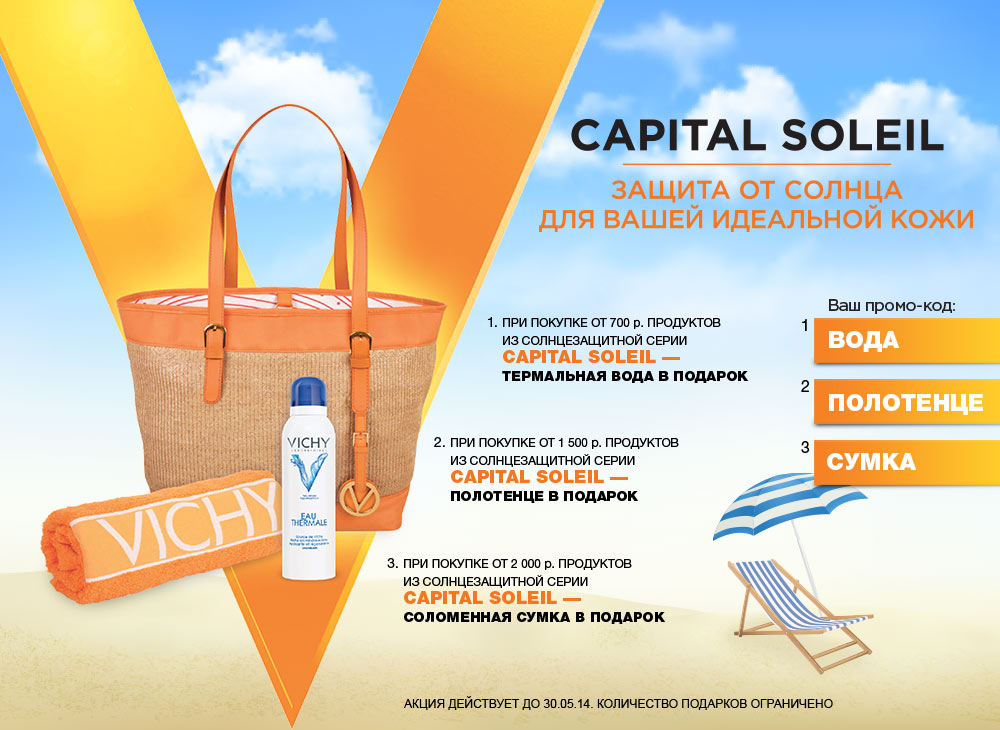 CAPITAL SOLEIL
ЗАЩИТА ОТ СОЛНЦА
ДЛЯ ВАШЕЙ ИДЕАЛЬНОЙ КОЖИ
Ваш промо-код:
1 ВОДА
2 ПОЛОТЕНЦЕ
3 СУМКА
1. ПРИ ПОКУПКЕ ОТ 700 р. ПРОДУКТОВ
ИЗ СОЛНЦЕЗАЩИТНОЙ СЕРИИ
CAPITAL SOLEIL —
ТЕРМАЛЬНАЯ ВОДА В ПОДАРОК
2. ПРИ ПОКУПКЕ ОТ 1 500 р. ПРОДУКТОВ
ИЗ СОЛНЦЕЗАЩИТНОЙ СЕРИИ
CAPITAL SOLEIL —
ПОЛОТЕНЦЕ В ПОДАРОК
3. ПРИ ПОКУПКЕ ОТ 2 000 р. ПРОДУКТОВ
ИЗ СОЛНЦЕЗАЩИТНОЙ СЕРИИ
CAPITAL SOLEIL —
СОЛОМЕННАЯ СУМКА В ПОДАРОК
VICHY
VICHY
LABORATOIRES
EAU
THERMALE
АКЦИЯ ДЕЙСТВУЕТ ДО 30.05.14. КОЛИЧЕСТВО ПОДАРКОВ ОГРАНИЧЕНО